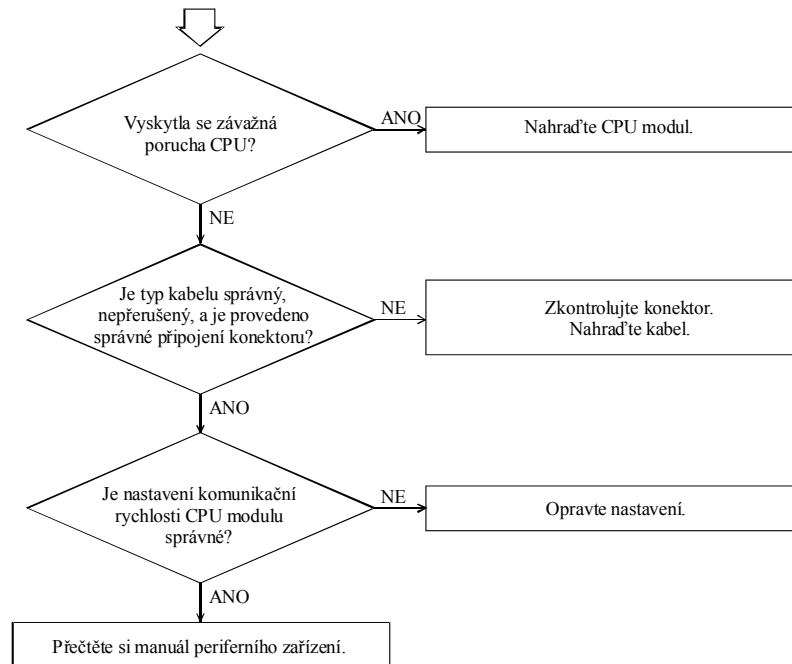 Vyskytla se závažná
porucha CPU?
ANO
Nahraďte CPU modul.
NE
Je typ kabelu správný,
nepřerušený, a je provedeno
správné připojení konektoru?
NE
Zkontrolujte konektor.
Nahraďte kabel.
ANO
Je nastavení komunikační
rychlosti CPU modulu
správné?
NE
Opravte nastavení.
ANO
Přečtěte si manuál periferního zařízení.